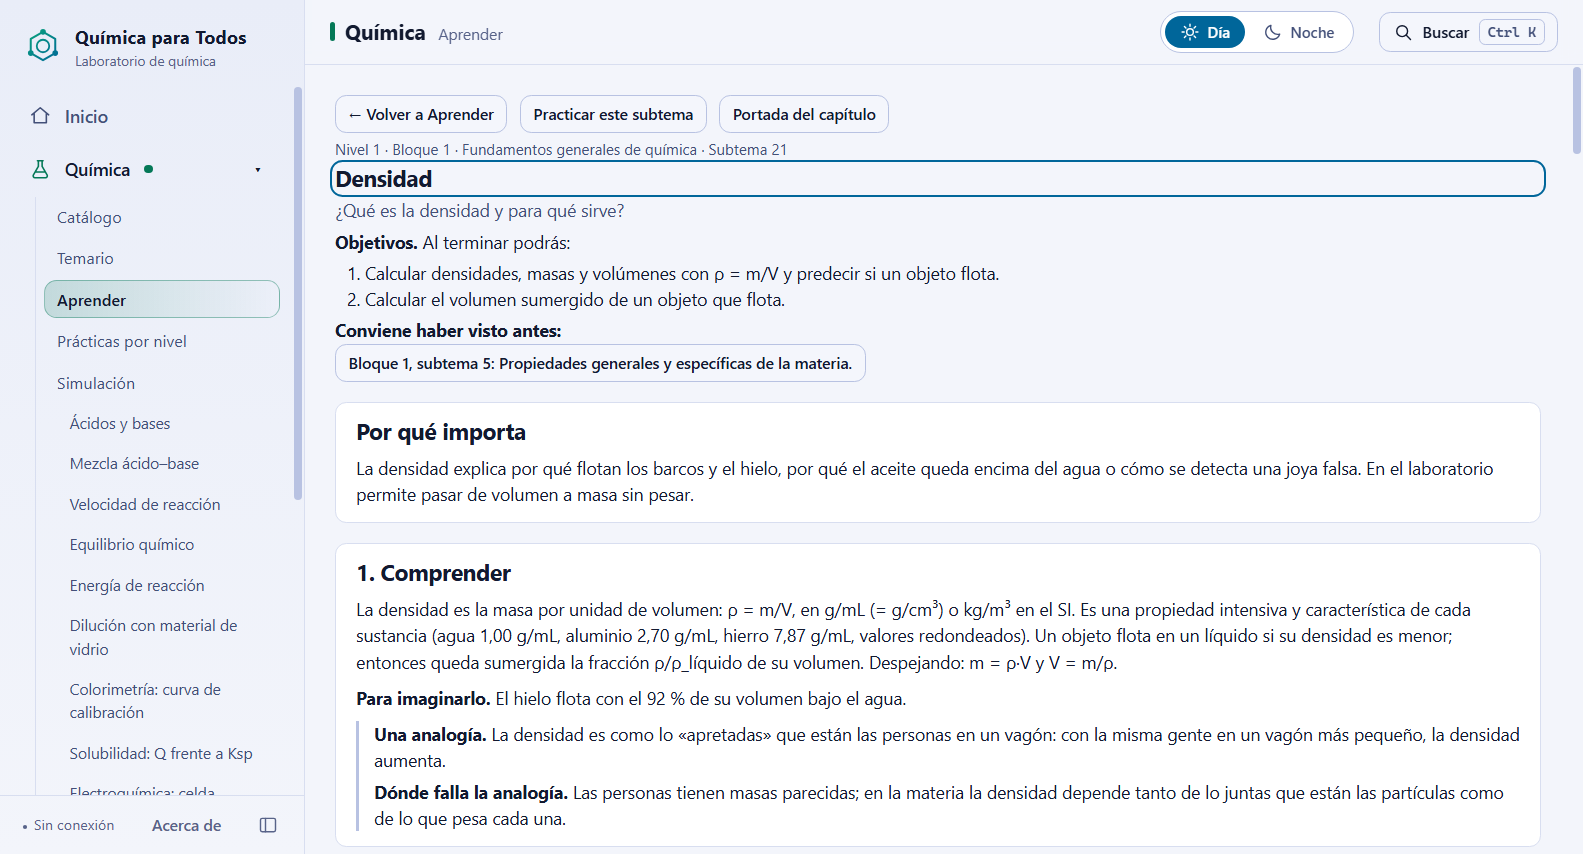 Química para Todos
Laboratorio de química
Inicio
Química
Catálogo
Temario
Aprender
Prácticas por nivel
Simulación
Ácidos y bases
Mezcla ácido–base
Velocidad de reacción
Equilibrio químico
Energía de reacción
Dilución con material de
vidrio
Colorimetría: curva de
calibración
Solubilidad: Q frente a Ksp
Electroquímica: celda
Sin conexión
Acerca de
Química Aprender
Día
Noche
Buscar Ctrl K
← Volver a Aprender
Practicar este subtema
Portada del capítulo
Nivel 1 · Bloque 1 · Fundamentos generales de química · Subtema 21
Densidad
¿Qué es la densidad y para qué sirve?
Objetivos. Al terminar podrás:
1. Calcular densidades, masas y volúmenes con ρ = m/V y predecir si un objeto flota.
2. Calcular el volumen sumergido de un objeto que flota.
Conviene haber visto antes:
Bloque 1, subtema 5: Propiedades generales y específicas de la materia.
Por qué importa
La densidad explica por qué flotan los barcos y el hielo, por qué el aceite queda encima del agua o cómo se detecta una joya falsa. En el laboratorio
permite pasar de volumen a masa sin pesar.
1. Comprender
La densidad es la masa por unidad de volumen: ρ = m/V, en g/mL (= g/cm³) o kg/m³ en el SI. Es una propiedad intensiva y característica de cada
sustancia (agua 1,00 g/mL, aluminio 2,70 g/mL, hierro 7,87 g/mL, valores redondeados). Un objeto flota en un líquido si su densidad es menor;
entonces queda sumergida la fracción ρ/ρ_líquido de su volumen. Despejando: m = ρ·V y V = m/ρ.
Para imaginarlo. El hielo flota con el 92 % de su volumen bajo el agua.
Una analogía. La densidad es como lo «apretadas» que están las personas en un vagón: con la misma gente en un vagón más pequeño, la densidad
aumenta.
Dónde falla la analogía. Las personas tienen masas parecidas; en la materia la densidad depende tanto de lo juntas que están las partículas como
de lo que pesa cada una.